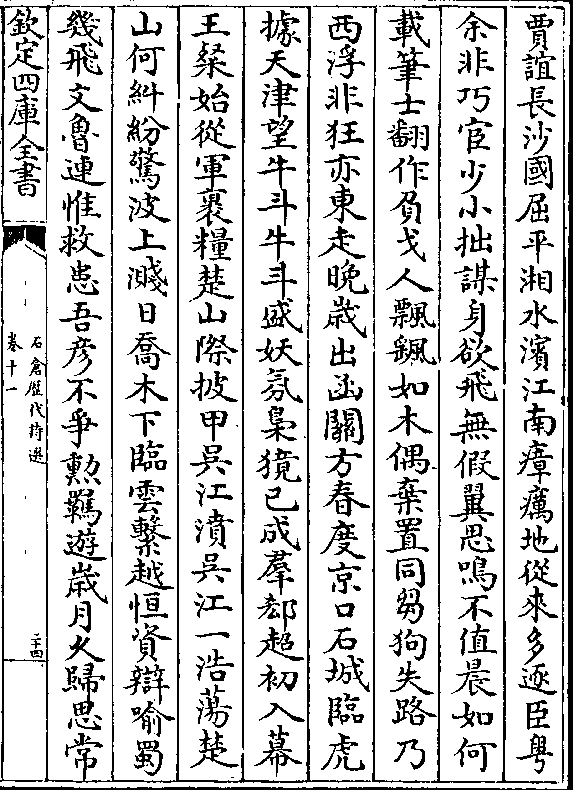 賈誼長沙國屈平湘水濱江南瘴癘地從來多逐臣粤
余非巧宦少小拙謀身欲飛無假翼思鳴不值晨如何
載筆士翻作負戈人飄颻如木偶棄置同芻狗失路乃
西浮非狂亦東走晩歲出函關方春度京口石城臨虎
據天津望牛斗牛斗盛妖氛梟獍已成羣郄超初入幕
王粲始從軍裹糧楚山際披甲吳江濆吳江一浩蕩楚
山何糾紛驚波上濺日喬木下臨雲繫越恒資辯喻蜀
幾飛文魯連惟救患吾彦不爭勲羈遊歲月久歸思常
欽定四庫全書
石倉歷代詩選
卷十一
二十四